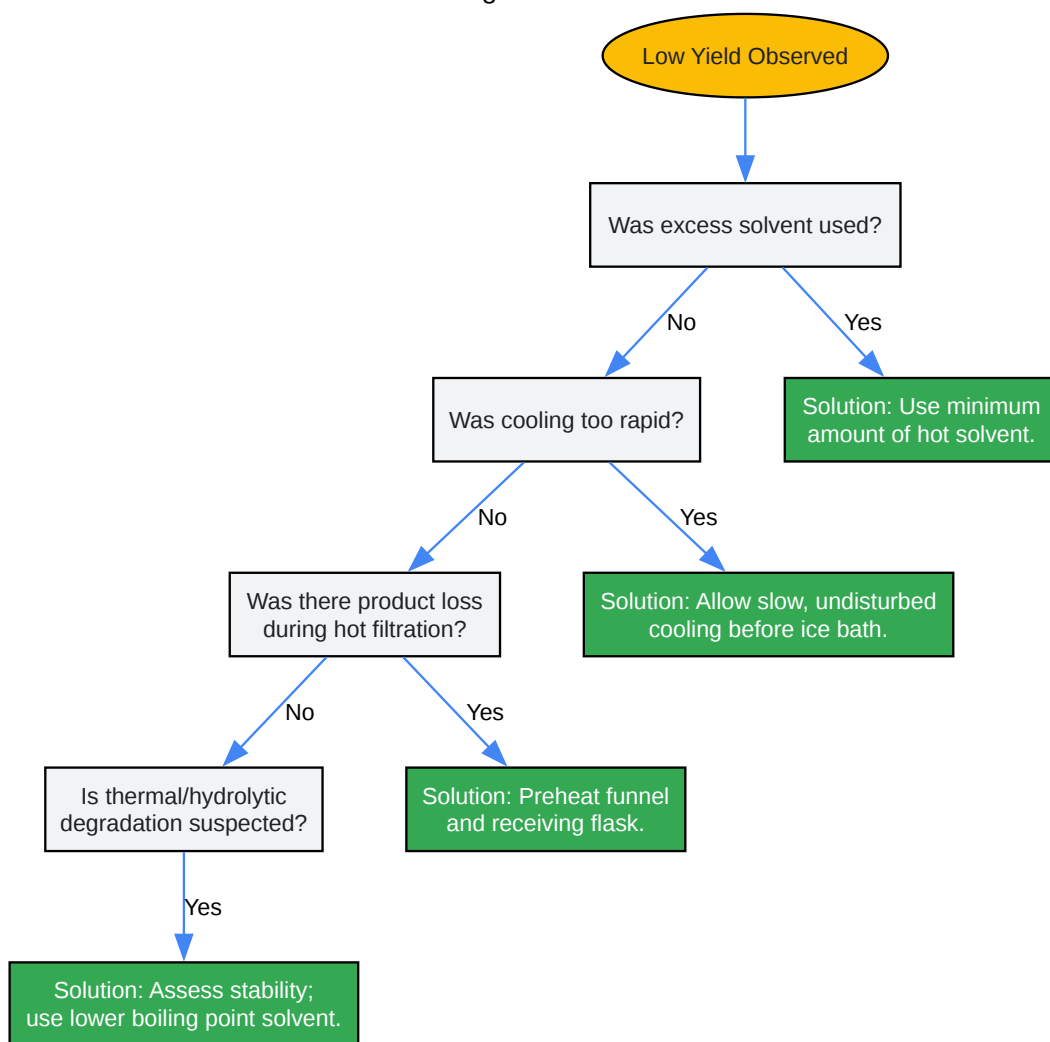 Low Yield Observed
Was excess solvent used?
No
Yes
Was cooling too rapid?
Solution: Use minimum
amount of hot solvent.
No
Yes
Was there product loss
during hot filtration?
Solution: Allow slow, undisturbed
cooling before ice bath.
No
Yes
Is thermal/hydrolytic
degradation suspected?
Solution: Preheat funnel
and receiving flask.
Yes
Solution: Assess stability;
use lower boiling point solvent.